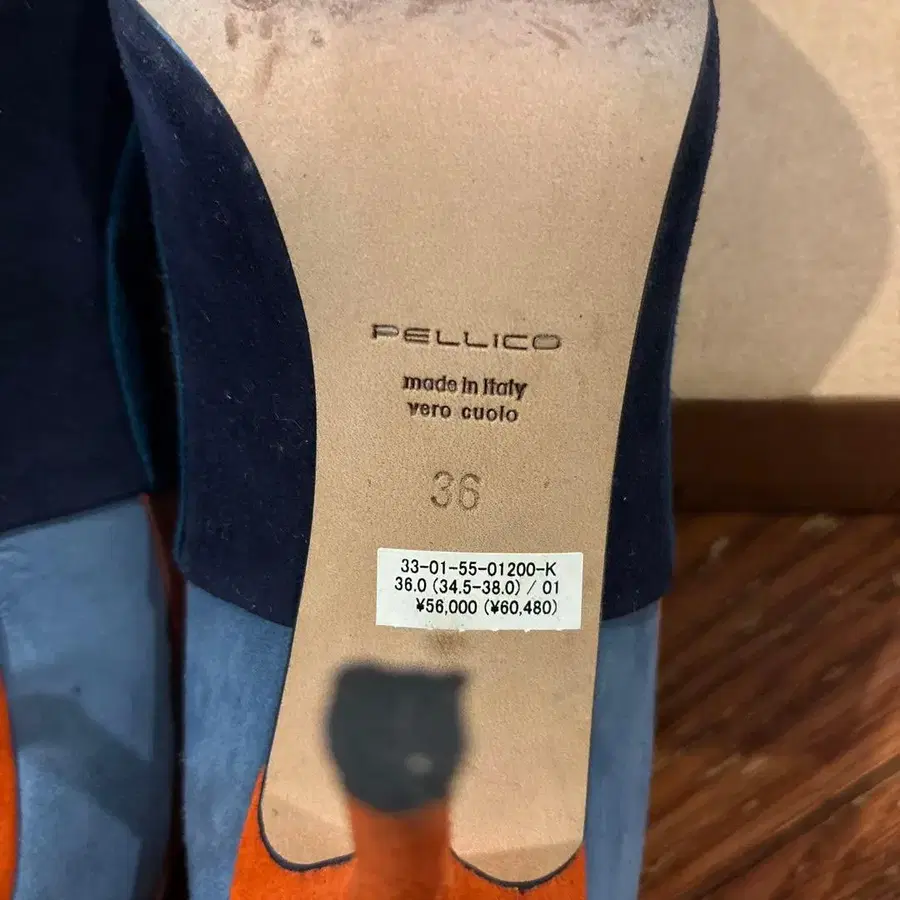 PELLICO
made in Italy
vero cuoio
36
33-01-55-01200-K
36.0 (34.5-38.0) / 01
¥56,000 (¥60,480)